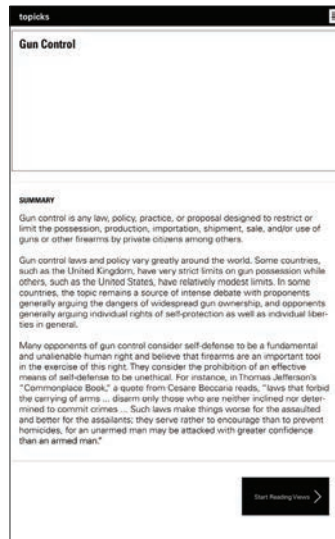 topicks
Gun Control
SUMMARY
Gun control is any law, policy, practice, or proposal designed to restrict or
limit the possession, production, importation, shipment, sale, and/or use of
guns or other firearms by private citizens among others.
Gun control laws and policy vary greatly around the world. Some countries,
such as the United Kingdom, have very strict limits on gun possession while
others, such as the United States, have relatively modest limits. In some
countries, the topic remains a source of intense debate with proponents
generally arguing the dangers of widespread gun ownership, and opponents
generally arguing individual rights of self-protection as well as individual liber-
ties in general.
Many opponents of gun control consider self-defense to be a fundamental
and unalienable human right and believe that firearms are an important tool
in the exercise of this right. They consider the prohibition of an effective
means of self-defense to be unethical. For instance, in Thomas Jefferson's
"Commonplace Book," a quote from Cesare Beccaria reads, "laws that forbid
the carrying of arms ... disarm only those who are neither inclined nor deter-
mined to commit crimes ... Such laws make things worse for the assaulted
and better for the assailants; they serve rather to encourage than to prevent
homicides, for an unarmed man may be attacked with greater confidence
than an armed man."
Start Reading Views